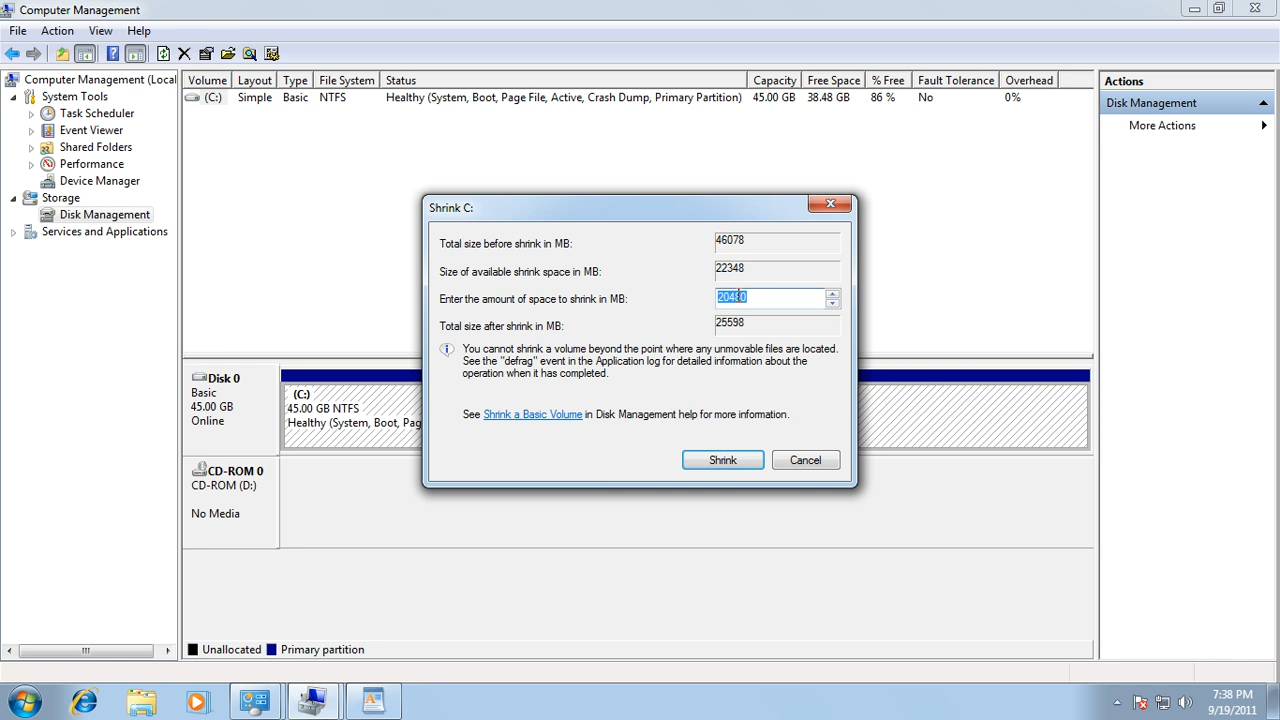 Computer Management
File Action View Help
Computer Management (Local
System Tools
Task Scheduler
Event Viewer
Shared Folders
Performance
Device Manager
Storage
Disk Management
Services and Applications
Volume Layout Type File System Status Capacity Free Space % Free Fault Tolerance Overhead
(C:) Simple Basic NTFS Healthy (System, Boot, Page File, Active, Crash Dump, Primary Partition) 45.00 GB 38.48 GB 86 % No 0%
Actions
Disk Management
More Actions
Shrink C:
Total size before shrink in MB: 46078
Size of available shrink space in MB: 22348
Enter the amount of space to shrink in MB: 20480
Total size after shrink in MB: 25598
You cannot shrink a volume beyond the point where any unmovable files are located.
See the "defrag" event in the Application log for detailed information about the
operation when it has completed.
See Shrink a Basic Volume in Disk Management help for more information.
Shrink Cancel
Disk 0
Basic
45.00 GB
Online
(C:)
45.00 GB NTFS
Healthy (System, Boot, Pag
CD-ROM 0
CD-ROM (D:)
No Media
Unallocated Primary partition
7:38 PM
9/19/2011